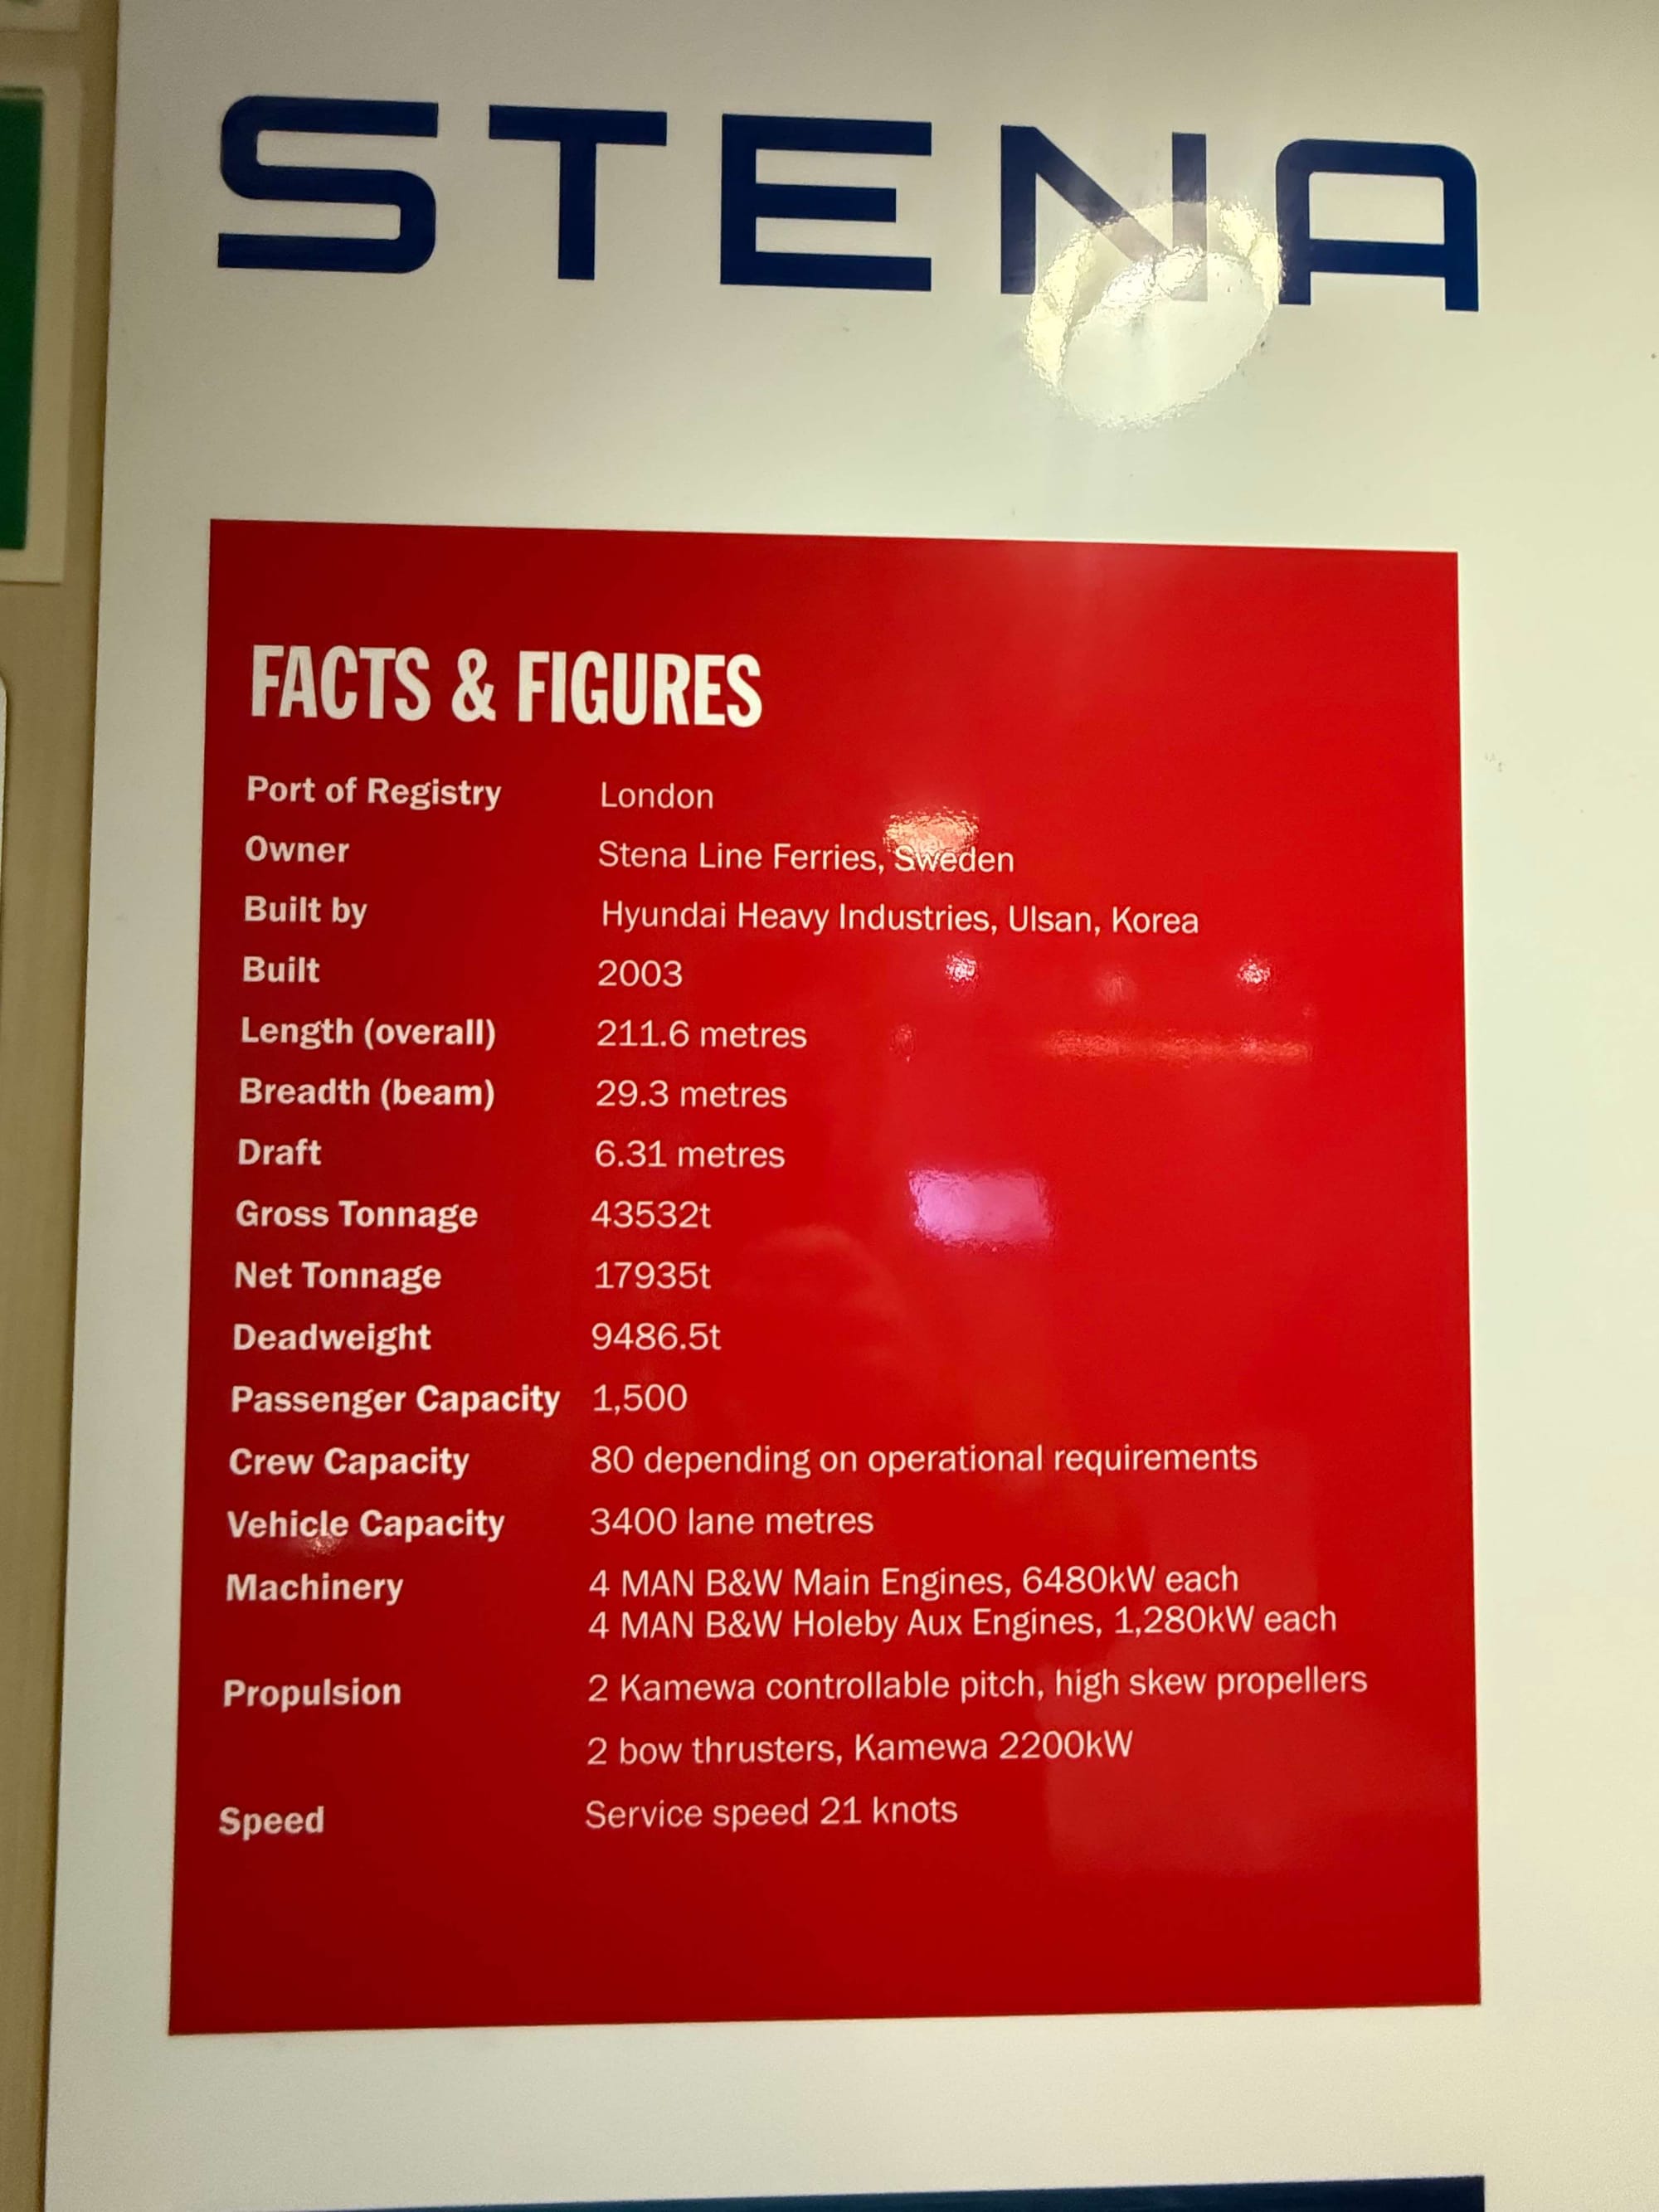 STENA
FACTS & FIGURES
Port of Registry London
Owner Stena Line Ferries, Sweden
Built by Hyundai Heavy Industries, Ulsan, Korea
Built 2003
Length (overall) 211.6 metres
Breadth (beam) 29.3 metres
Draft 6.31 metres
Gross Tonnage 43532t
Net Tonnage 17935t
Deadweight 9486.5t
Passenger Capacity 1,500
Crew Capacity 80 depending on operational requirements
Vehicle Capacity 3400 lane metres
Machinery 4 MAN B&W Main Engines, 6480kW each
4 MAN B&W Holeby Aux Engines, 1,280kW each
Propulsion 2 Kamewa controllable pitch, high skew propellers
2 bow thrusters, Kamewa 2200kW
Speed Service speed 21 knots